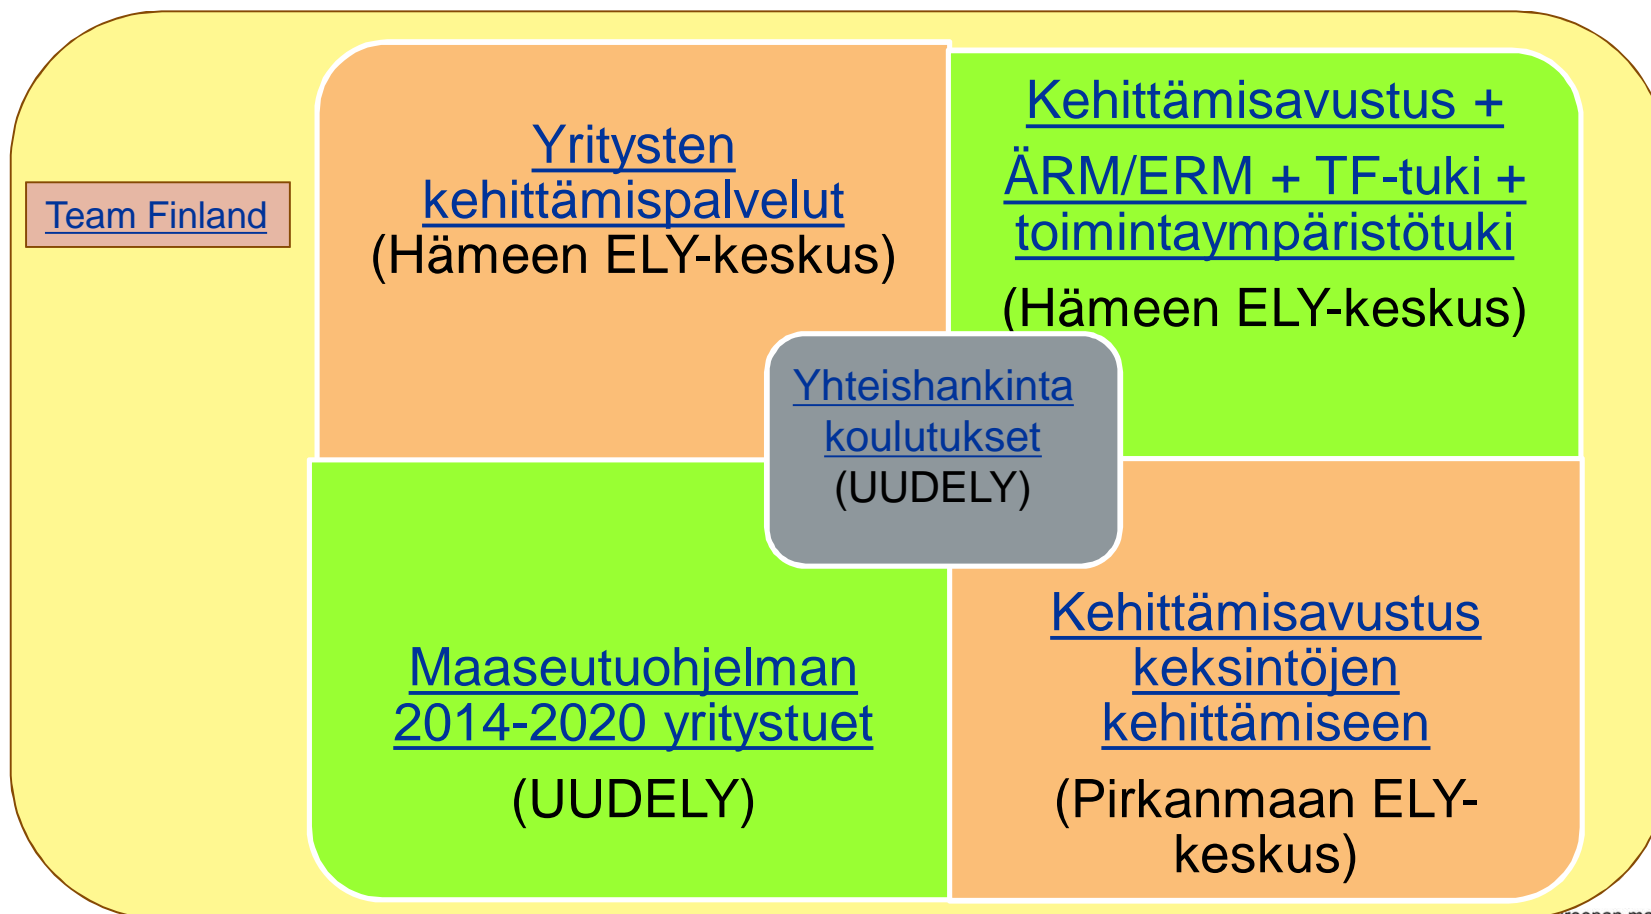 Team Finland
Yritysten
kehittämispalvelut
(Hämeen ELY-keskus)
Kehittämisavustus +
ÄRM/ERM + TF-tuki +
toimintaympäristötuki
(Hämeen ELY-keskus)
Yhteishankinta
koulutukset
(UUDELY)
Maaseutuohjelman
2014-2020 yritystuet
(UUDELY)
Kehittämisavustus
keksintöjen
kehittämiseen
(Pirkanmaan ELY-
keskus)